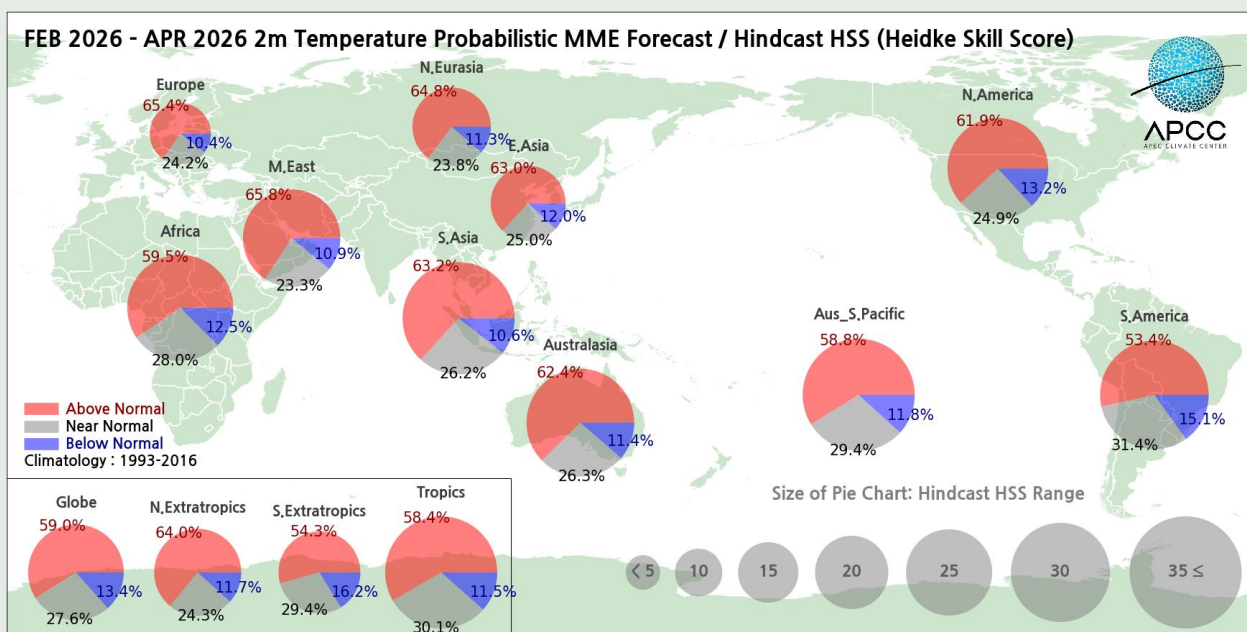 FEB 2026 - APR 2026 2m Temperature Probabilistic MME Forecast / Hindcast HSS (Heidke Skill Score)
APCC
APEC CLIMATE CENTER
Europe
65.4%
10.4%
24.2%
N.Eurasia
64.8%
11.3%
23.8%
E.Asia
63.0%
12.0%
25.0%
N.America
61.9%
13.2%
24.9%
M.East
65.8%
10.9%
23.3%
Africa
59.5%
12.5%
28.0%
S.Asia
63.2%
10.6%
26.2%
Australasia
62.4%
11.4%
26.3%
Aus_S.Pacific
58.8%
11.8%
29.4%
S.America
53.4%
15.1%
31.4%
Above Normal
Near Normal
Below Normal
Climatology : 1993-2016
Globe
59.0%
13.4%
27.6%
N.Extratropics
64.0%
11.7%
24.3%
S.Extratropics
54.3%
16.2%
29.4%
Tropics
58.4%
11.5%
30.1%
Size of Pie Chart: Hindcast HSS Range
< 5
10
15
20
25
30
35 ≤